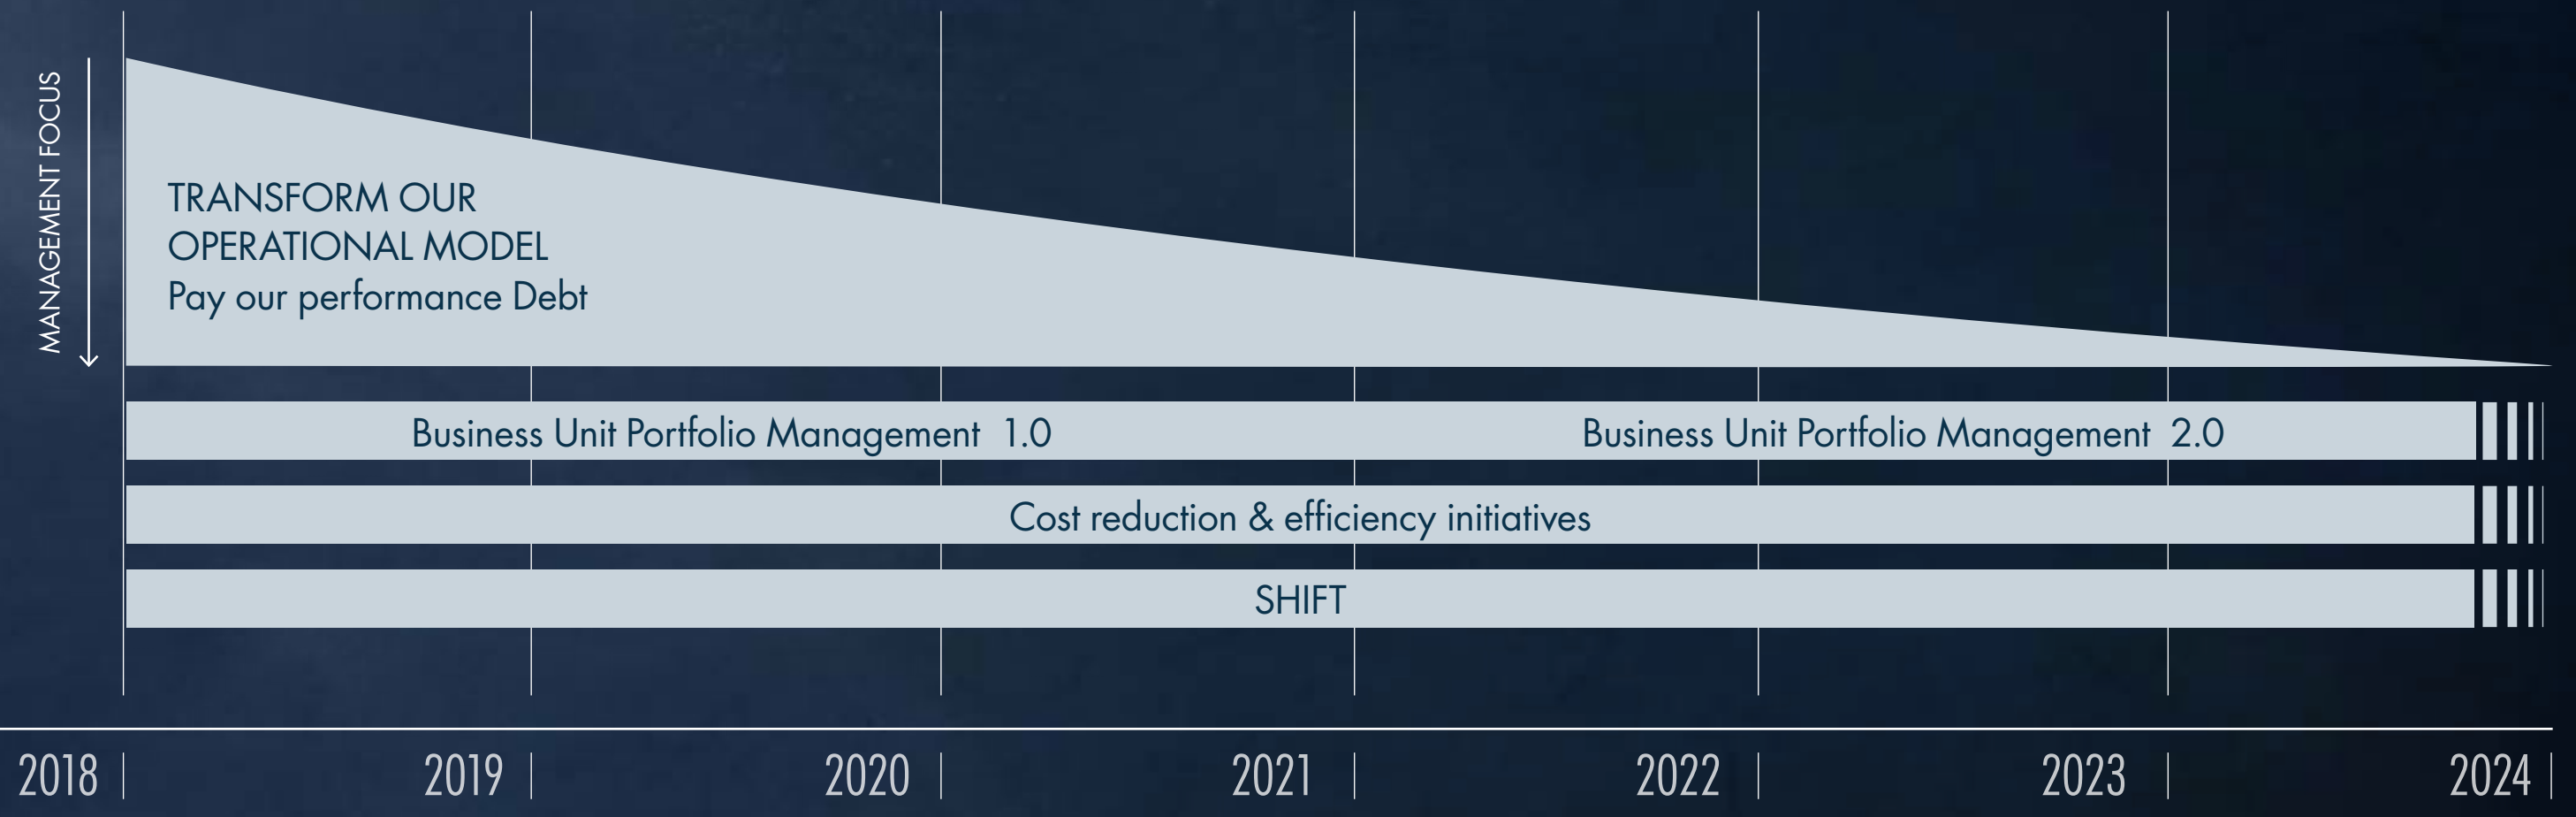 MANAGEMENT FOCUS
TRANSFORM OUR
OPERATIONAL MODEL
Pay our performance Debt
Business Unit Portfolio Management 1.0
Business Unit Portfolio Management 2.0
Cost reduction & efficiency initiatives
SHIFT
2018
2019
2020
2021
2022
2023
2024